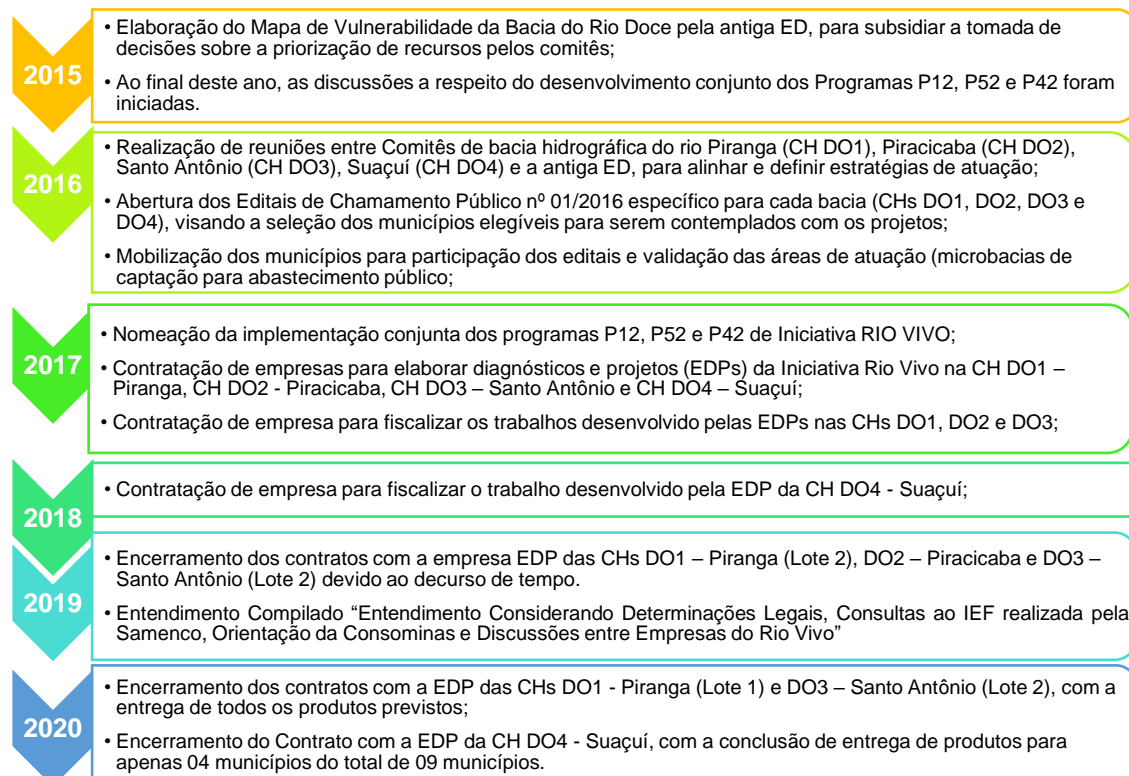 • Elaboração do Mapa de Vulnerabilidade da Bacia do Rio Doce pela antiga ED, para subsidiar a tomada de
decisões sobre a priorização de recursos pelos comitês;
2015
• Ao final deste ano, as discussões a respeito do desenvolvimento conjunto dos Programas P12, P52 e P42 foram
iniciadas.
• Realização de reuniões entre Comitês de bacia hidrográfica do rio Piranga (CH DO1), Piracicaba (CH DO2),
Santo Antônio (CH DO3), Suaçuí (CH DO4) e a antiga ED, para alinhar e definir estratégias de atuação;
2016
• Abertura dos Editais de Chamamento Público nº 01/2016 específico para cada bacia (CHs DO1, DO2, DO3 e
DO4), visando a seleção dos municípios elegíveis para serem contemplados com os projetos;
• Mobilização dos municípios para participação dos editais e validação das áreas de atuação (microbacias de
captação para abastecimento público;
• Nomeação da implementação conjunta dos programas P12, P52 e P42 de Iniciativa RIO VIVO;
2017
• Contratação de empresas para elaborar diagnósticos e projetos (EDPs) da Iniciativa Rio Vivo na CH DO1 –
Piranga, CH DO2 - Piracicaba, CH DO3 – Santo Antônio e CH DO4 – Suaçuí;
• Contratação de empresa para fiscalizar os trabalhos desenvolvido pelas EDPs nas CHs DO1, DO2 e DO3;
• Contratação de empresa para fiscalizar o trabalho desenvolvido pela EDP da CH DO4 - Suaçuí;
2018
• Encerramento dos contratos com a empresa EDP das CHs DO1 – Piranga (Lote 2), DO2 – Piracicaba e DO3 –
Santo Antônio (Lote 2) devido ao decurso de tempo.
2019
• Entendimento Compilado “Entendimento Considerando Determinações Legais, Consultas ao IEF realizada pela
Samenco, Orientação da Consominas e Discussões entre Empresas do Rio Vivo”
• Encerramento dos contratos com a EDP das CHs DO1 - Piranga (Lote 1) e DO3 – Santo Antônio (Lote 2), com a
entrega de todos os produtos previstos;
2020
• Encerramento do Contrato com a EDP da CH DO4 - Suaçuí, com a conclusão de entrega de produtos para
apenas 04 municípios do total de 09 municípios.